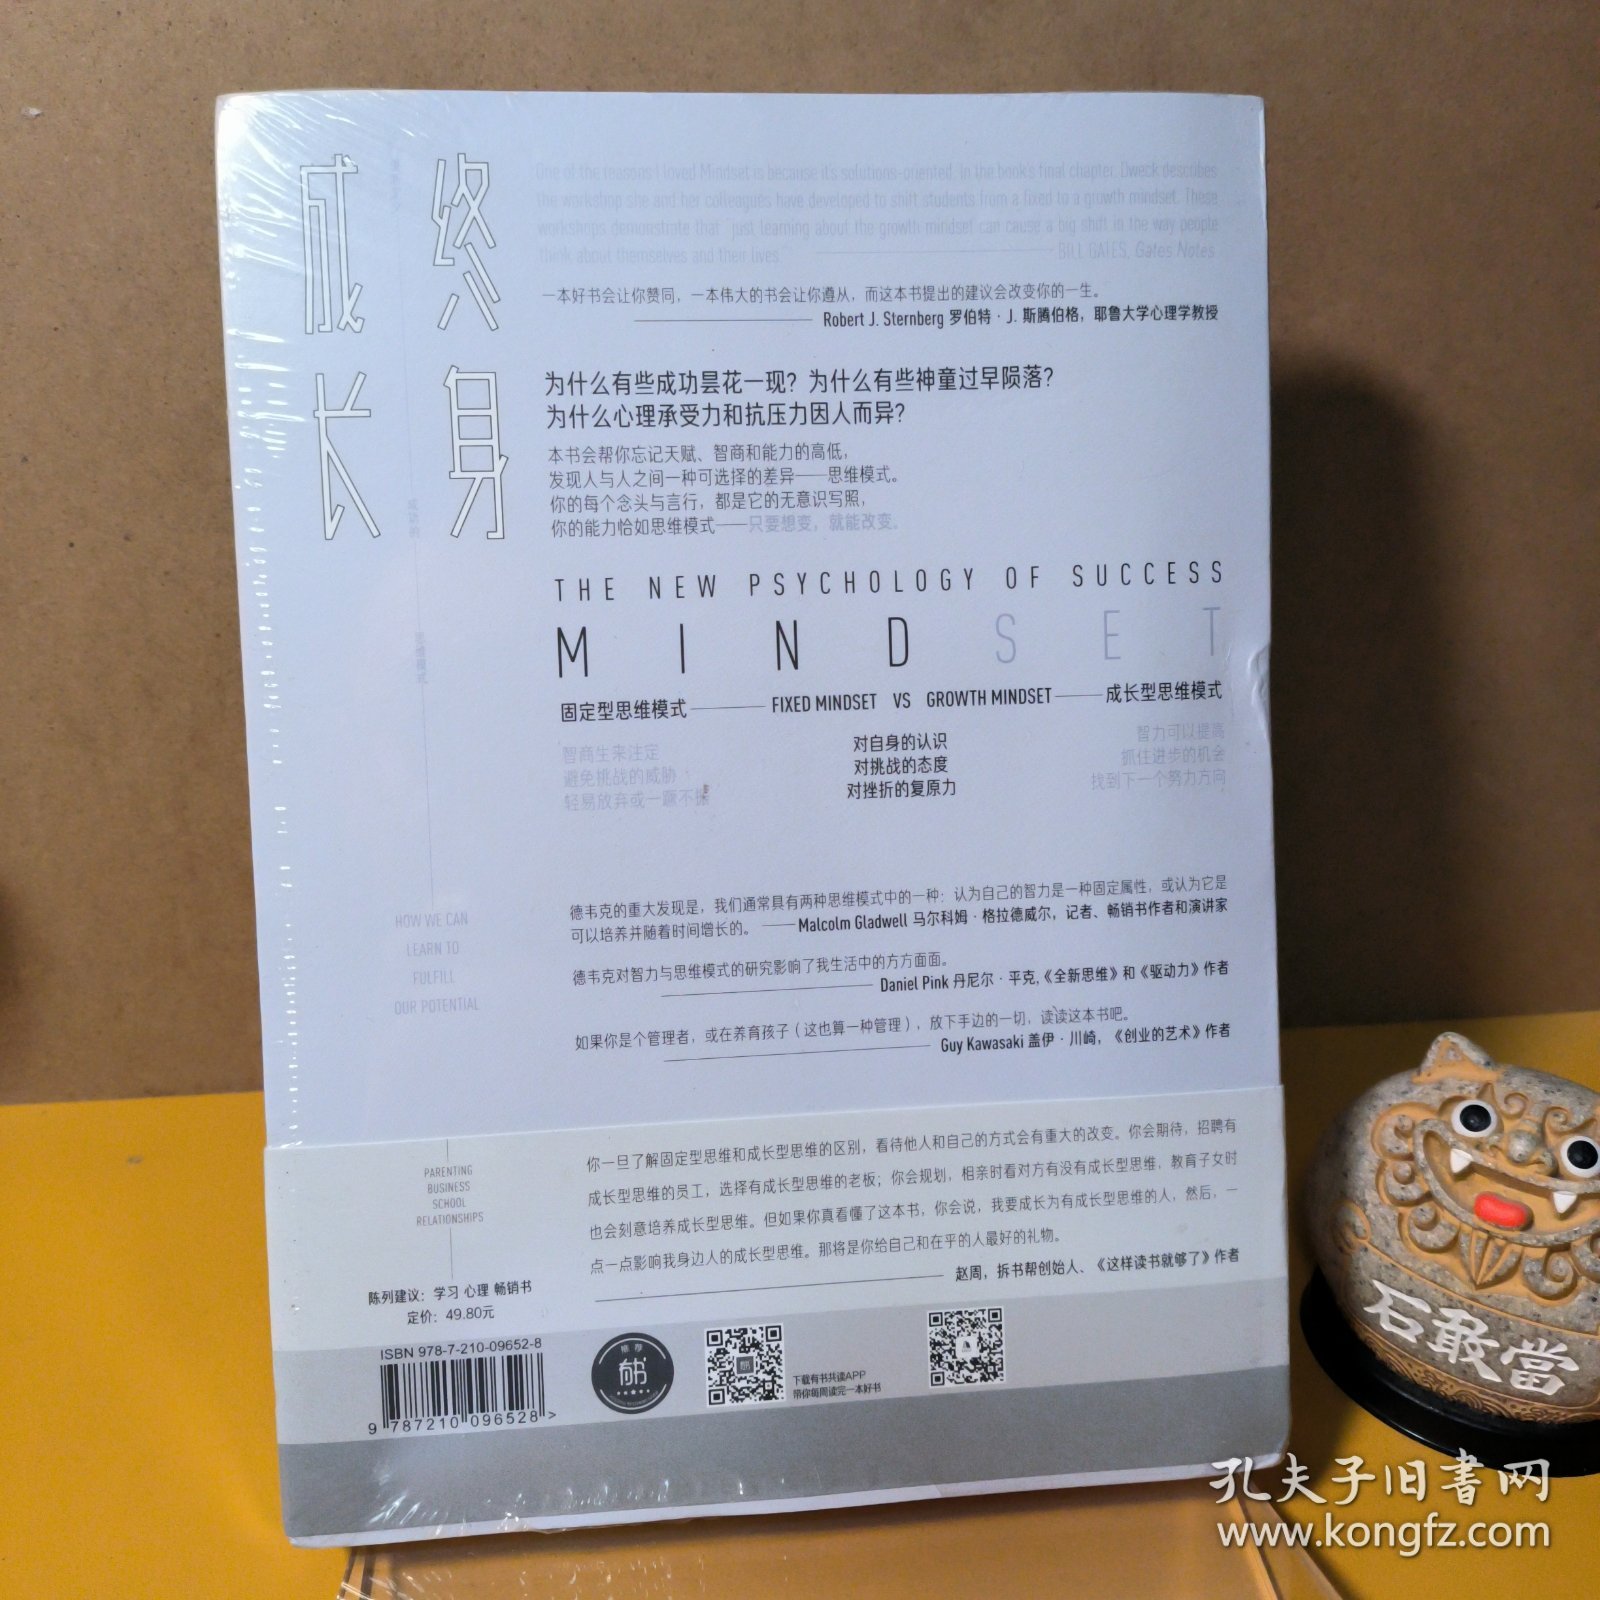 终身
成长
One of the reasons I loved Mindset is because it's solutions-oriented. In the book's final chapter, Dweck describes
the workshop she and her colleagues have developed to shift students from a fixed to a growth mindset. These
workshops demonstrate that "just learning about the growth mindset can cause a big shift in the way people
think about themselves and their lives."
BILL GATES, Gates Notes
一本好书会让你赞同，一本伟大的书会让你遵从，而这本书提出的建议会改变你的一生。
Robert J. Sternberg 罗伯特·J. 斯腾伯格，耶鲁大学心理学教授
为什么有些成功昙花一现？为什么有些神童过早陨落？
为什么心理承受力和抗压力因人而异？
本书会帮你忘记天赋、智商和能力的高低，
发现人与人之间一种可选择的差异——思维模式。
你的每个念头与言行，都是它的无意识写照，
你的能力恰如思维模式——只要想变，就能改变。
THE NEW PSYCHOLOGY OF SUCCESS
MINDSET
固定型思维模式——FIXED MINDSET VS GROWTH MINDSET——成长型思维模式
智商生来注定 对自身的认识 智力可以提高
避免挑战的威胁 对挑战的态度 抓住进步的机会
轻易放弃或一蹶不振 对挫折的复原力 找到下一个努力方向
德韦克的重大发现是，我们通常具有两种思维模式中的一种：认为自己的智力是一种固定属性，或认为它是
可以培养并随着时间增长的。——Malcolm Gladwell 马尔科姆·格拉德威尔，记者、畅销书作者和演讲家
德韦克对智力与思维模式的研究影响了我生活中的方方面面。
Daniel Pink 丹尼尔·平克，《全新思维》和《驱动力》作者
如果你是个管理者，或在养育孩子（这也算一种管理），放下手边的一切，读读这本书吧。
Guy Kawasaki 盖伊·川崎，《创业的艺术》作者
HOW WE CAN
LEARN TO
FULFILL
OUR POTENTIAL
PARENTING
BUSINESS
SCHOOL
RELATIONSHIPS
你一旦了解固定型思维和成长型思维的区别，看待他人和自己的方式会有重大的改变。你会期待，招聘有
成长型思维的员工，选择有成长型思维的老板；你会规划，相亲时看对方有没有成长型思维，教育子女时
也会刻意培养成长型思维。但如果你真看懂了这本书，你会说，我要成长为有成长型思维的人，然后，一
点一点影响我身边人的成长型思维。那将是你给自己和在乎的人最好的礼物。
赵周，拆书帮创始人、《这样读书就够了》作者
陈列建议：学习 心理 畅销书
定价：49.80元
ISBN 978-7-210-09652-8
9 787210 096528 >
推荐
有书
下载有书共读APP
带你每周读完一本好书
石敢當
孔夫子旧書网
www.kongfz.com